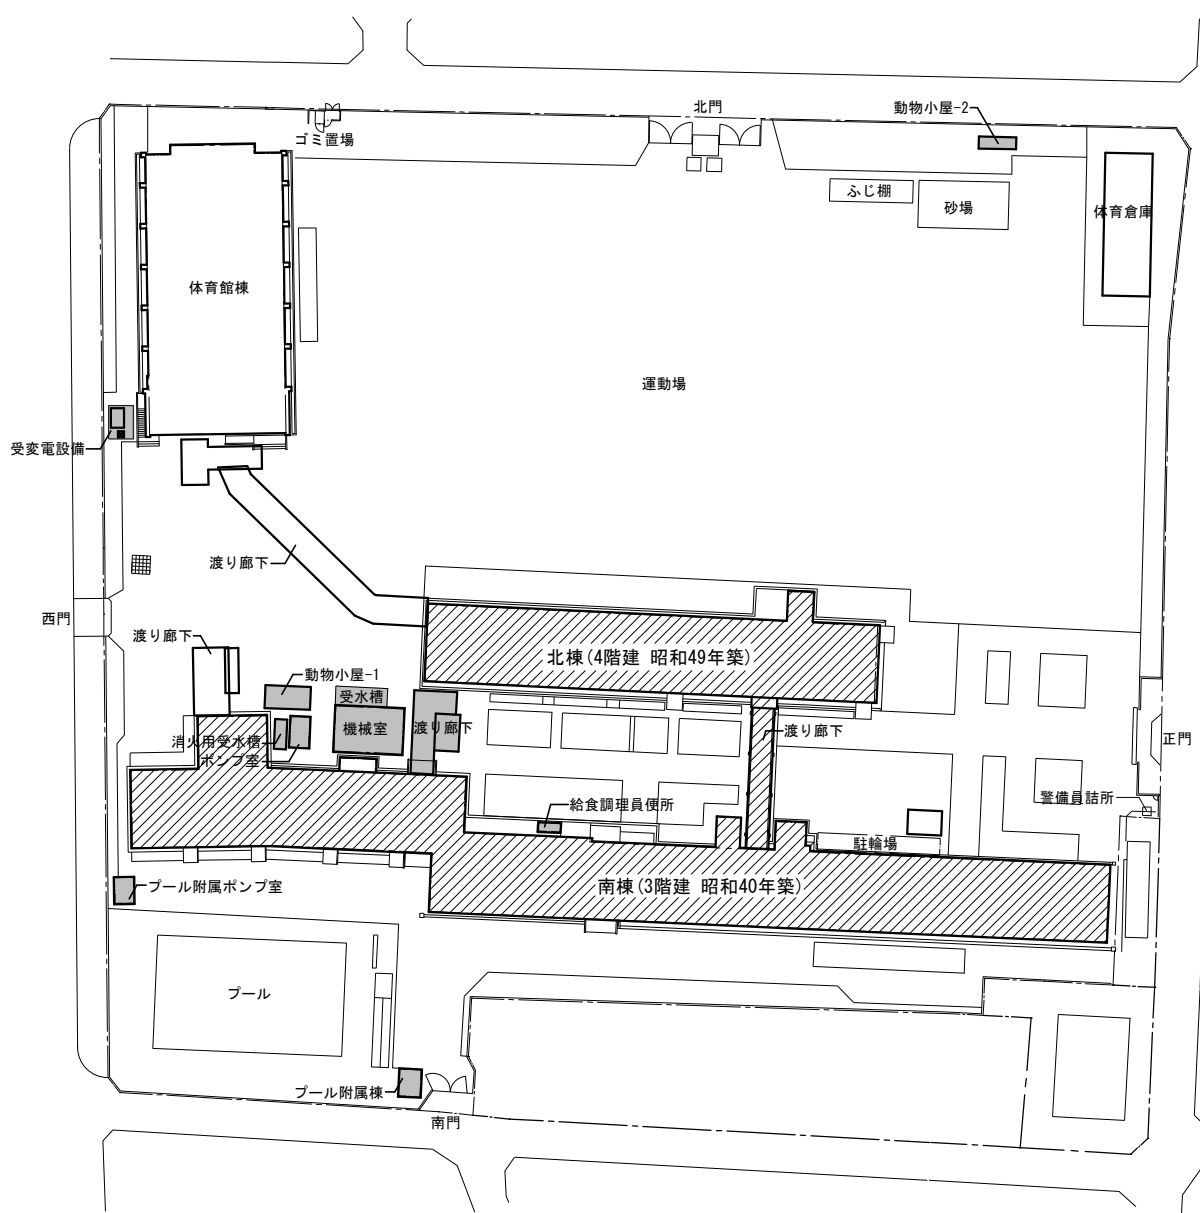 北門
動物小屋-2
ゴミ置場
ふじ棚
砂場
体育倉庫
体育館棟
運動場
受変電設備
渡り廊下
西門
渡り廊下
北棟(4階建 昭和49年築)
動物小屋-1
受水槽
機械室
渡り廊下
渡り廊下
消火用受水槽
ポンプ室
正門
警備員詰所
給食調理員便所
駐輪場
プール附属ポンプ室
南棟(3階建 昭和40年築)
プール
プール附属棟
南門